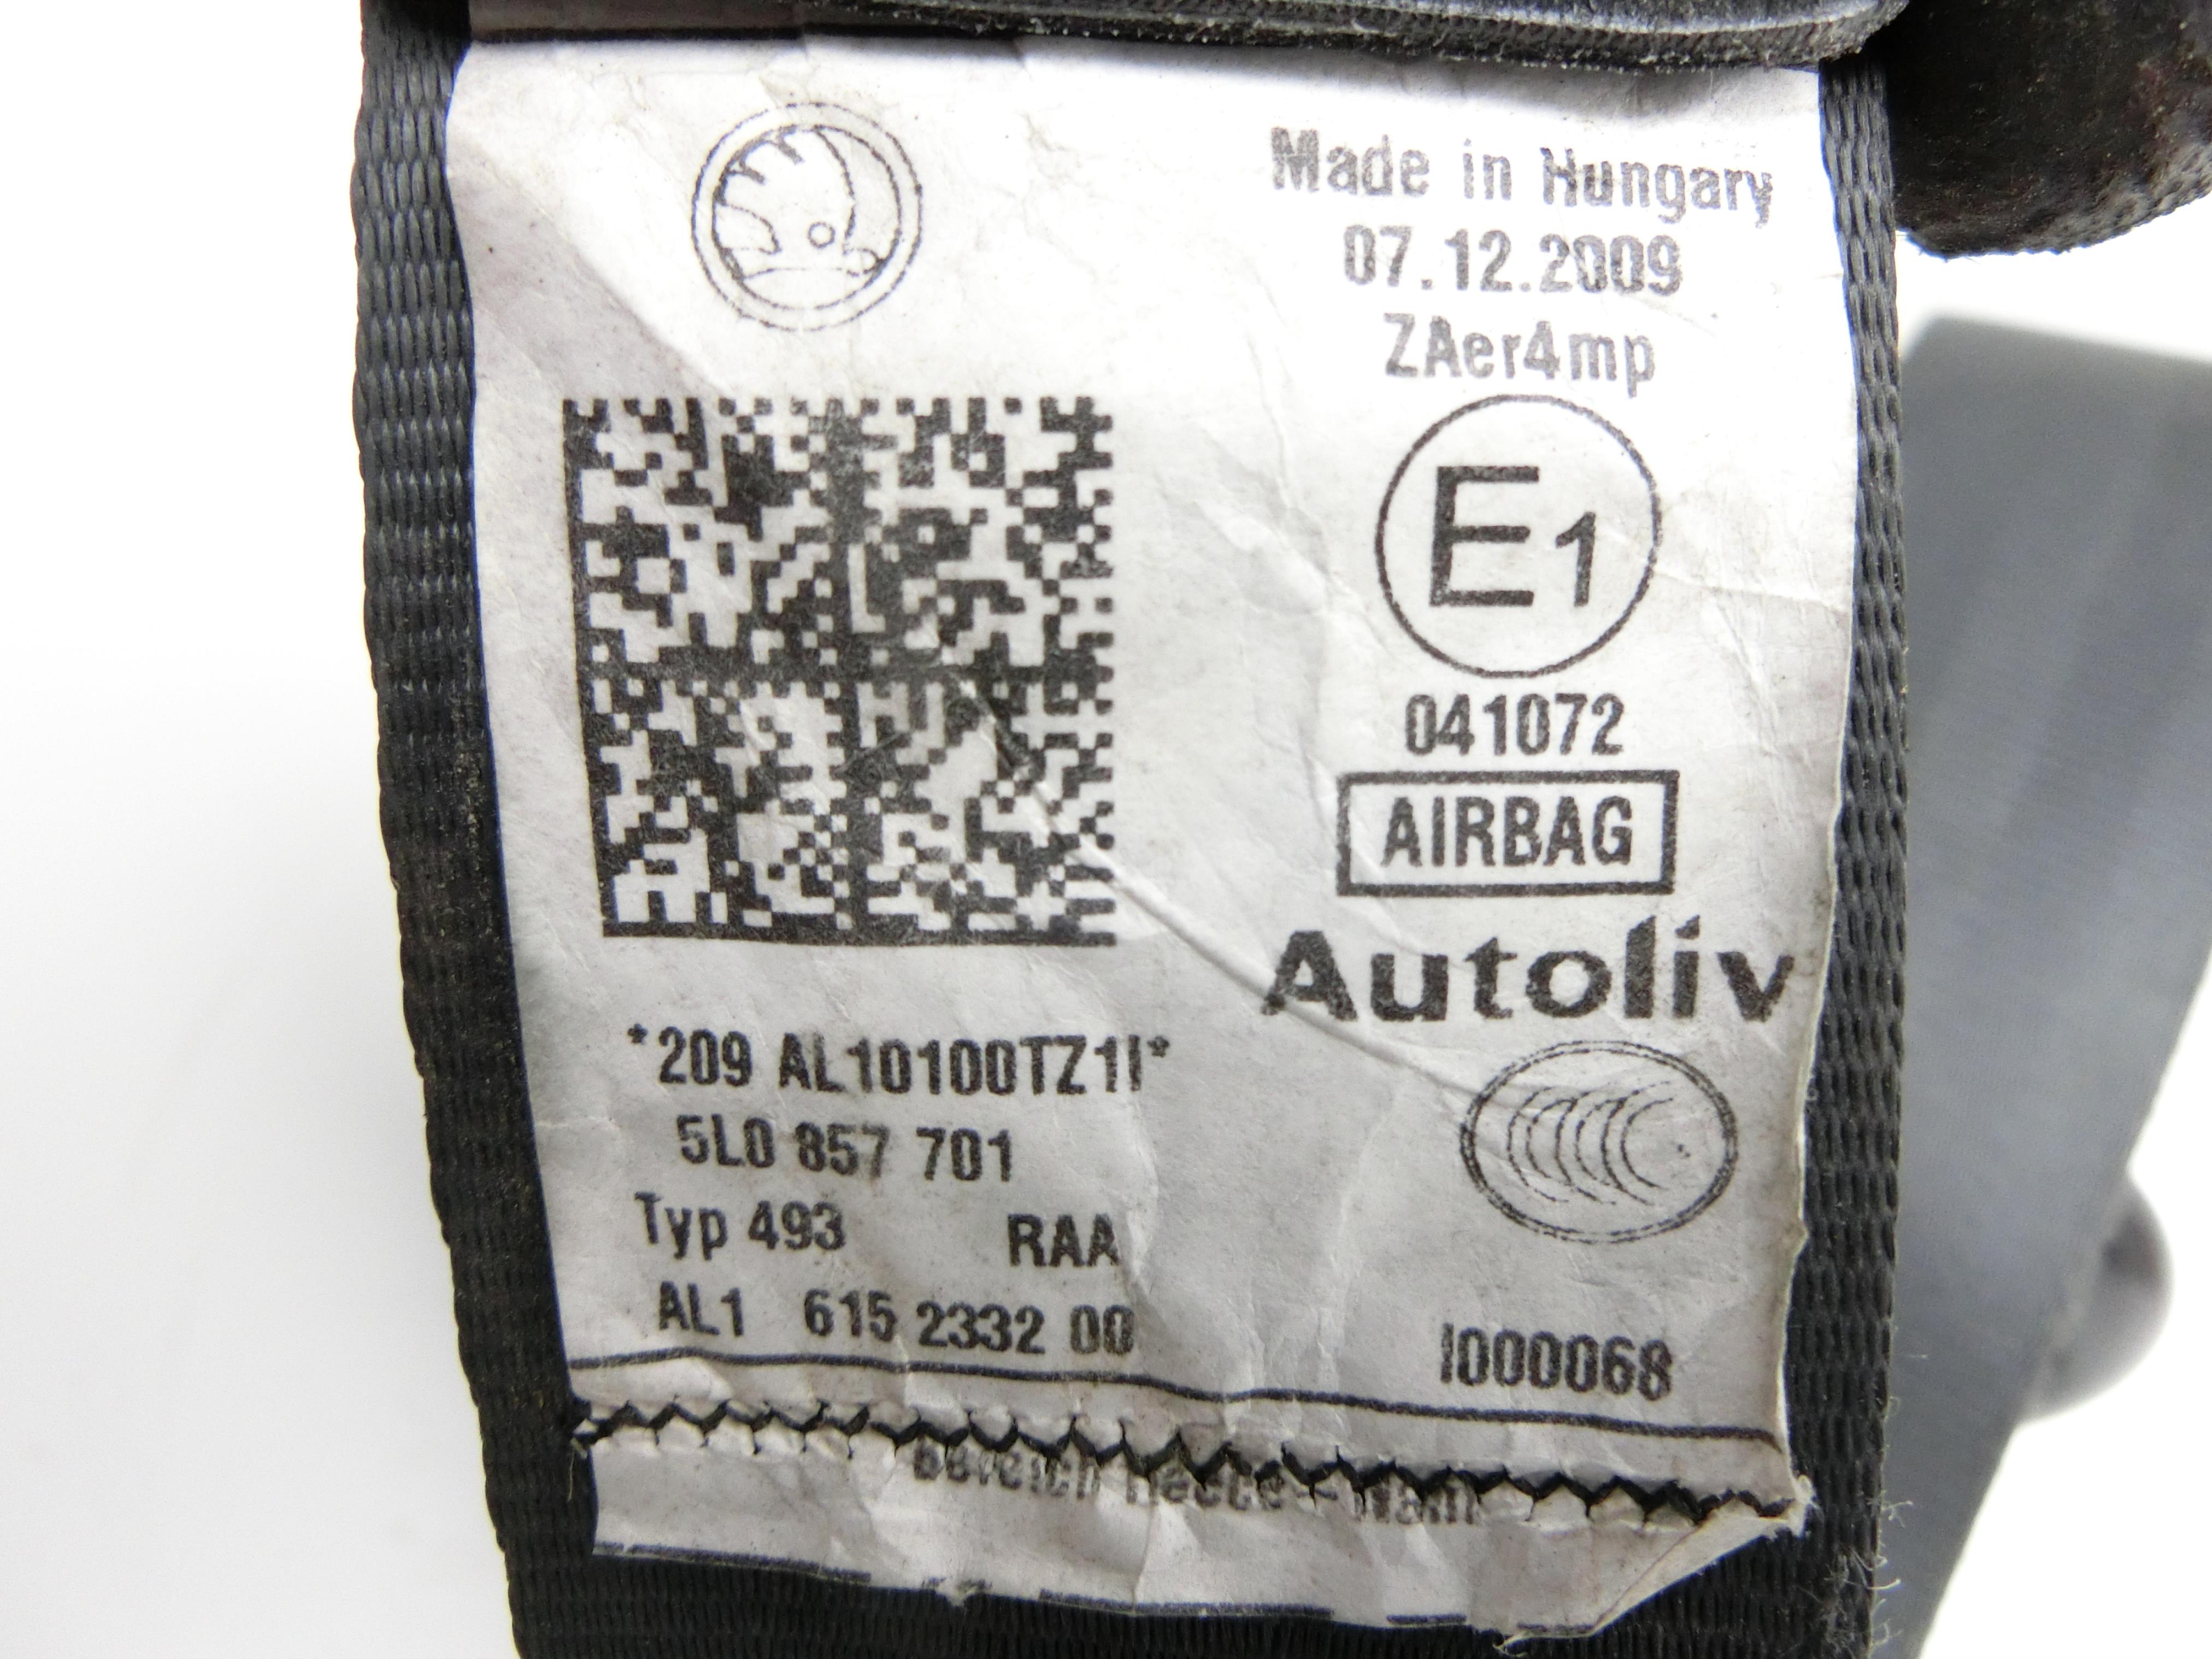 Made in Hungary
07.12.2009
ZAer4mp
E1
041072
AIRBAG
Autoliv
*209 AL10100TZ1I*
5L0 857 701
Typ 493 RAA
AL1 615 2332 00
I000068
Bereich